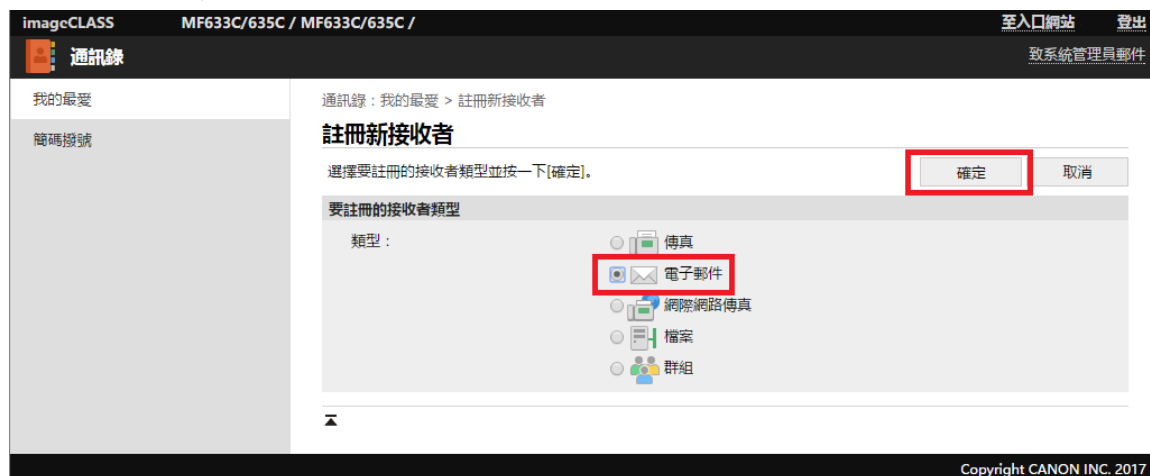 imageCLASS MF633C/635C / MF633C/635C / 至入口網站 登出
通訊錄 致系統管理員郵件
我的最愛
簡碼撥號
通訊錄：我的最愛 > 註冊新接收者
註冊新接收者
選擇要註冊的接收者類型並按一下[確定]。 確定 取消
要註冊的接收者類型
類型：
傳真
電子郵件
網際網路傳真
檔案
群組
Copyright CANON INC. 2017